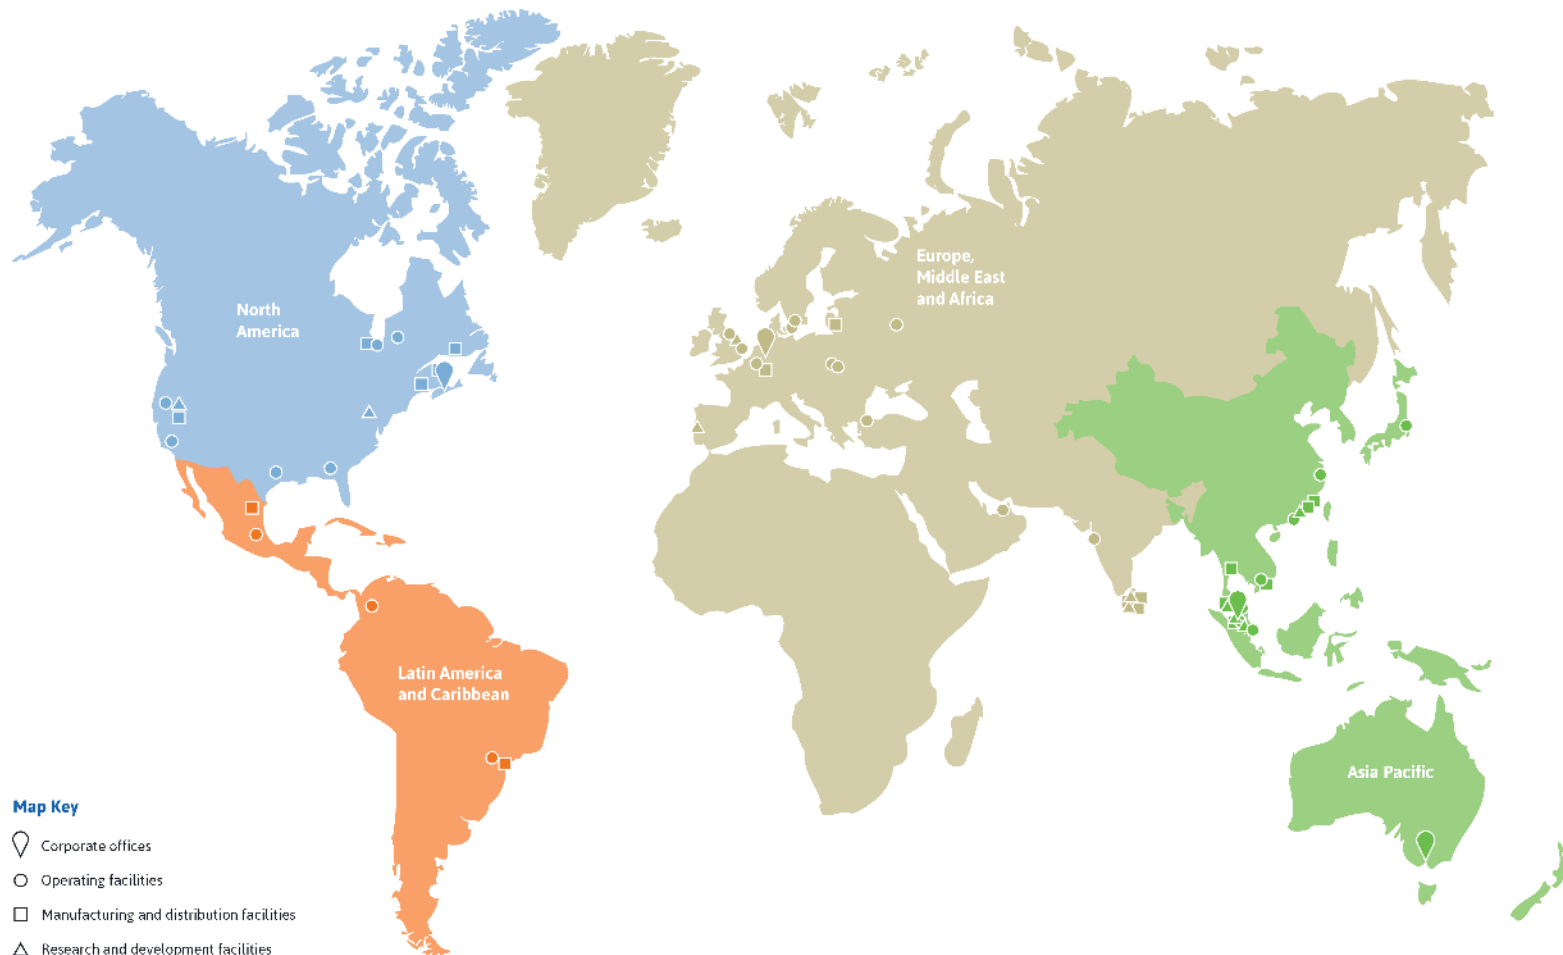 North
America
Europe,
Middle East
and Africa
Latin America
and Caribbean
Asia Pacific
Map Key
Corporate offices
Operating facilities
Manufacturing and distribution facilities
Research and development facilities